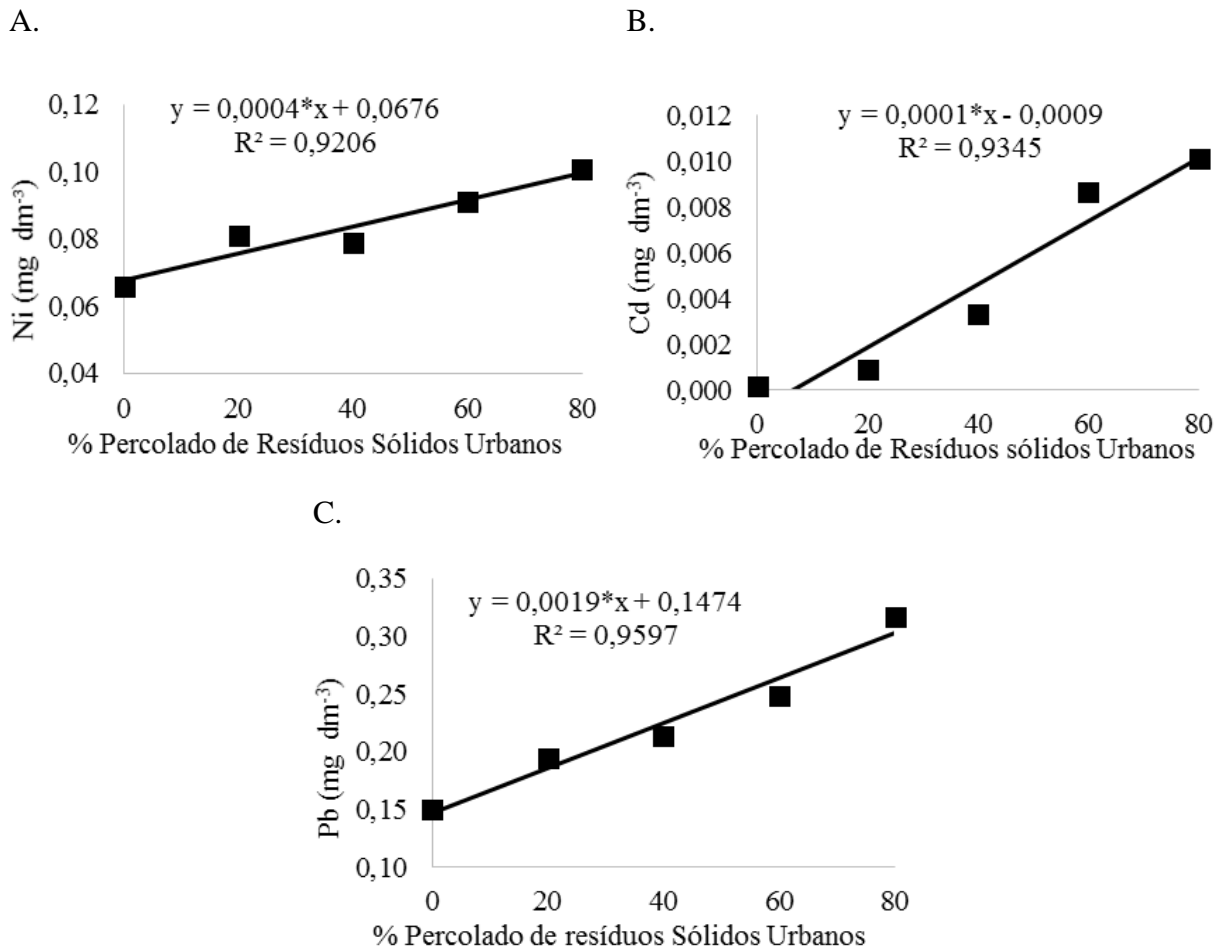 A.
y = 0,0004*x + 0,0676
R² = 0,9206
Ni (mg dm⁻³)
0,12
0,10
0,08
0,06
0,04
0 20 40 60 80
% Percolado de Resíduos Sólidos Urbanos
B.
y = 0,0001*x - 0,0009
R² = 0,9345
Cd (mg dm⁻³)
0,012
0,010
0,008
0,006
0,004
0,002
0,000
0 20 40 60 80
% Percolado de Resíduos sólidos Urbanos
C.
y = 0,0019*x + 0,1474
R² = 0,9597
Pb (mg dm⁻³)
0,35
0,30
0,25
0,20
0,15
0,10
0 20 40 60 80
% Percolado de resíduos Sólidos Urbanos